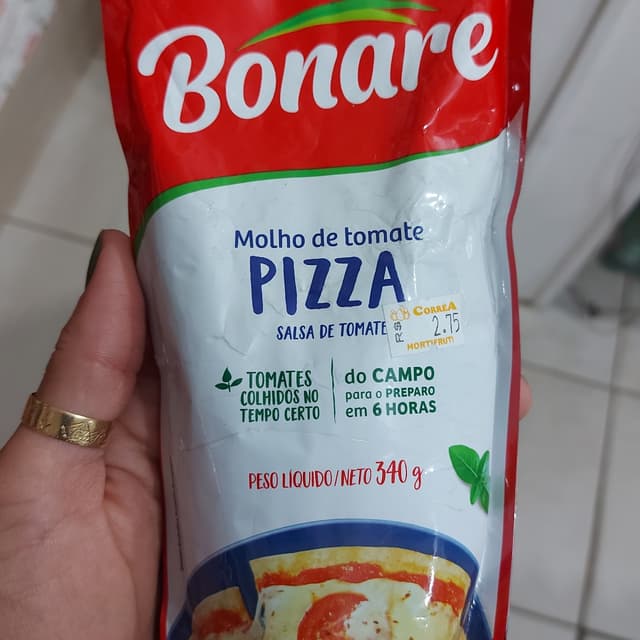 Bonare
Molho de tomate
PIZZA
SALSA DE TOMATE
CORREA
R$ 2.75
HORTIFRUTI
TOMATES
COLHIDOS NO
TEMPO CERTO
do CAMPO
para o PREPARO
em 6 HORAS
PESO LÍQUIDO/NETO 340 g